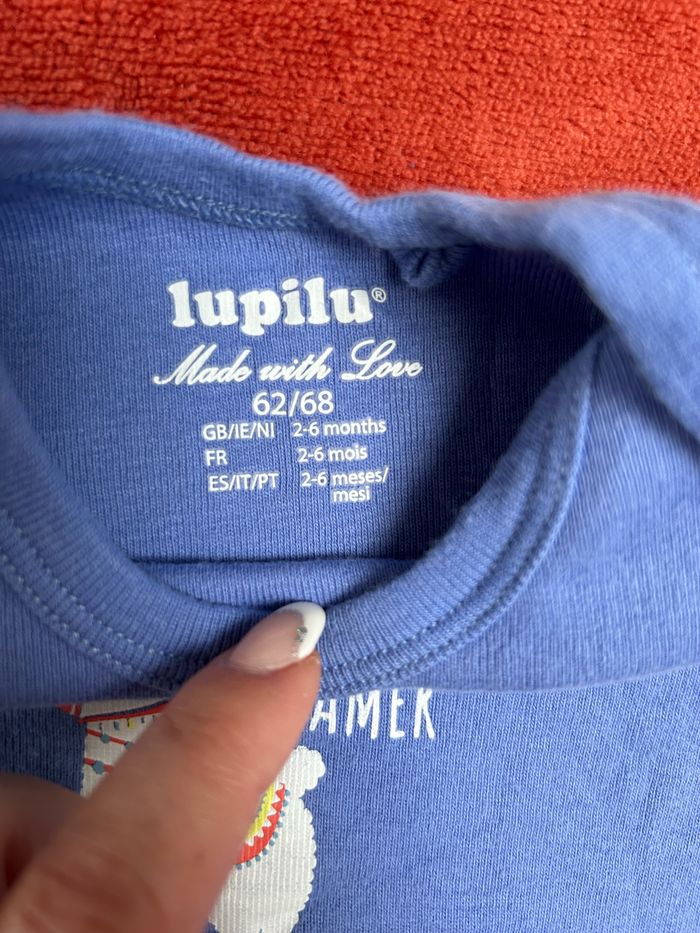 lupilu®
Made with Love
62/68
GB/IE/NI 2-6 months
FR 2-6 mois
ES/IT/PT 2-6 meses/
mesi